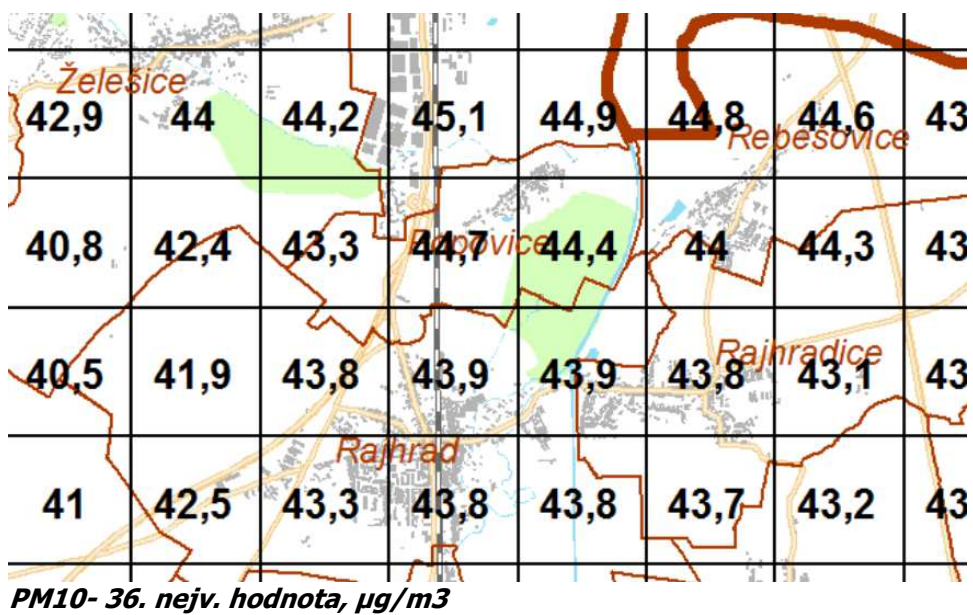 Želešice
42,9 44 44,2 45,1 44,9 44,8 44,6 43
Rebešovice
40,8 42,4 43,3 44,7 44,4 44 44,3 43
Popovice
Rajhradice
40,5 41,9 43,8 43,9 43,9 43,8 43,1 43
Rajhrad
41 42,5 43,3 43,8 43,8 43,7 43,2 43
PM10- 36. nejv. hodnota, µg/m3